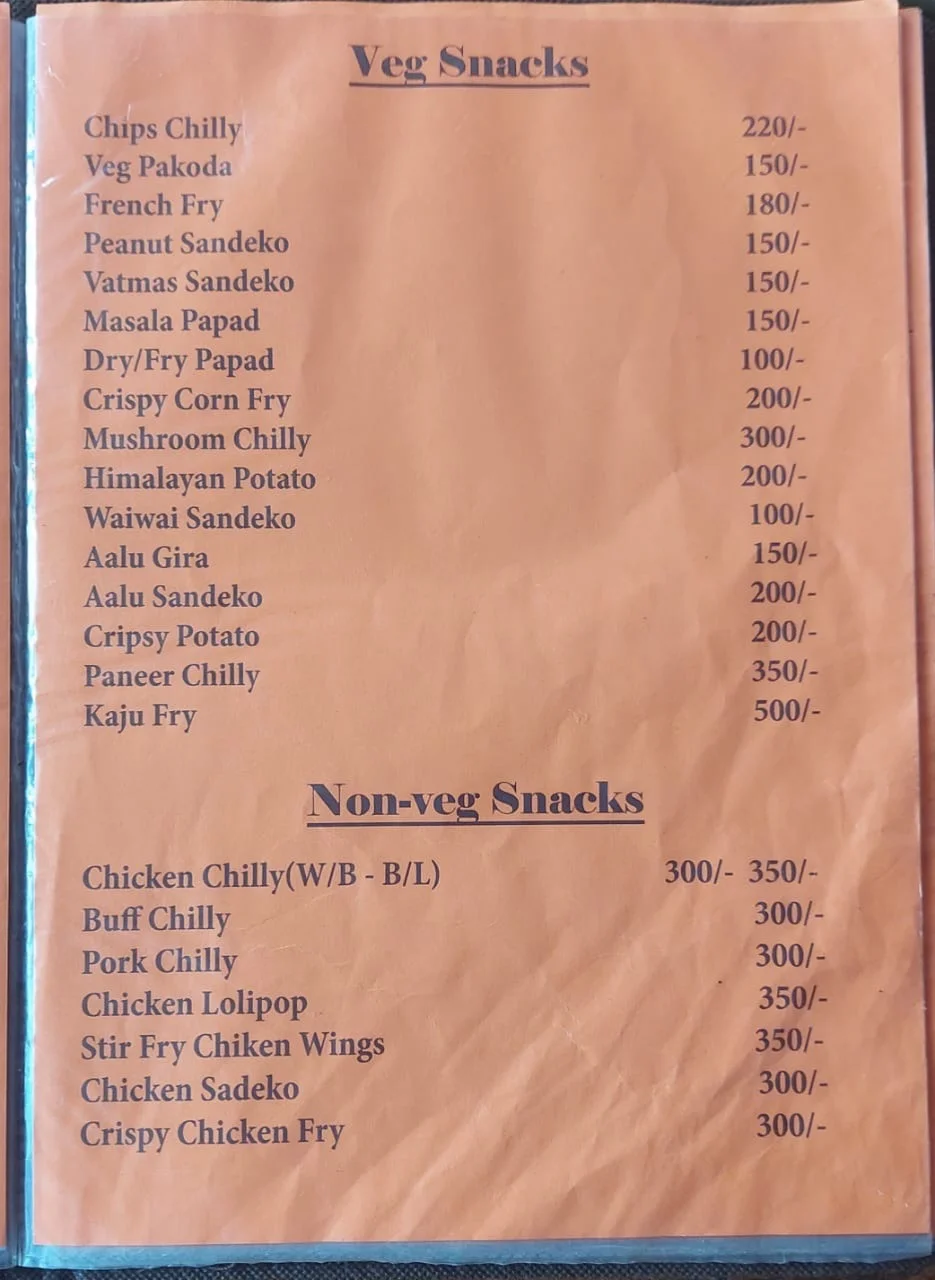 Veg Snacks
Chips Chilly 220/-
Veg Pakoda 150/-
French Fry 180/-
Peanut Sandeko 150/-
Vatmas Sandeko 150/-
Masala Papad 150/-
Dry/Fry Papad 100/-
Crispy Corn Fry 200/-
Mushroom Chilly 300/-
Himalayan Potato 200/-
Waiwai Sandeko 100/-
Aalu Gira 150/-
Aalu Sandeko 200/-
Cripsy Potato 200/-
Paneer Chilly 350/-
Kaju Fry 500/-
Non-veg Snacks
Chicken Chilly(W/B - B/L) 300/- 350/-
Buff Chilly 300/-
Pork Chilly 300/-
Chicken Lolipop 350/-
Stir Fry Chiken Wings 350/-
Chicken Sadeko 300/-
Crispy Chicken Fry 300/-